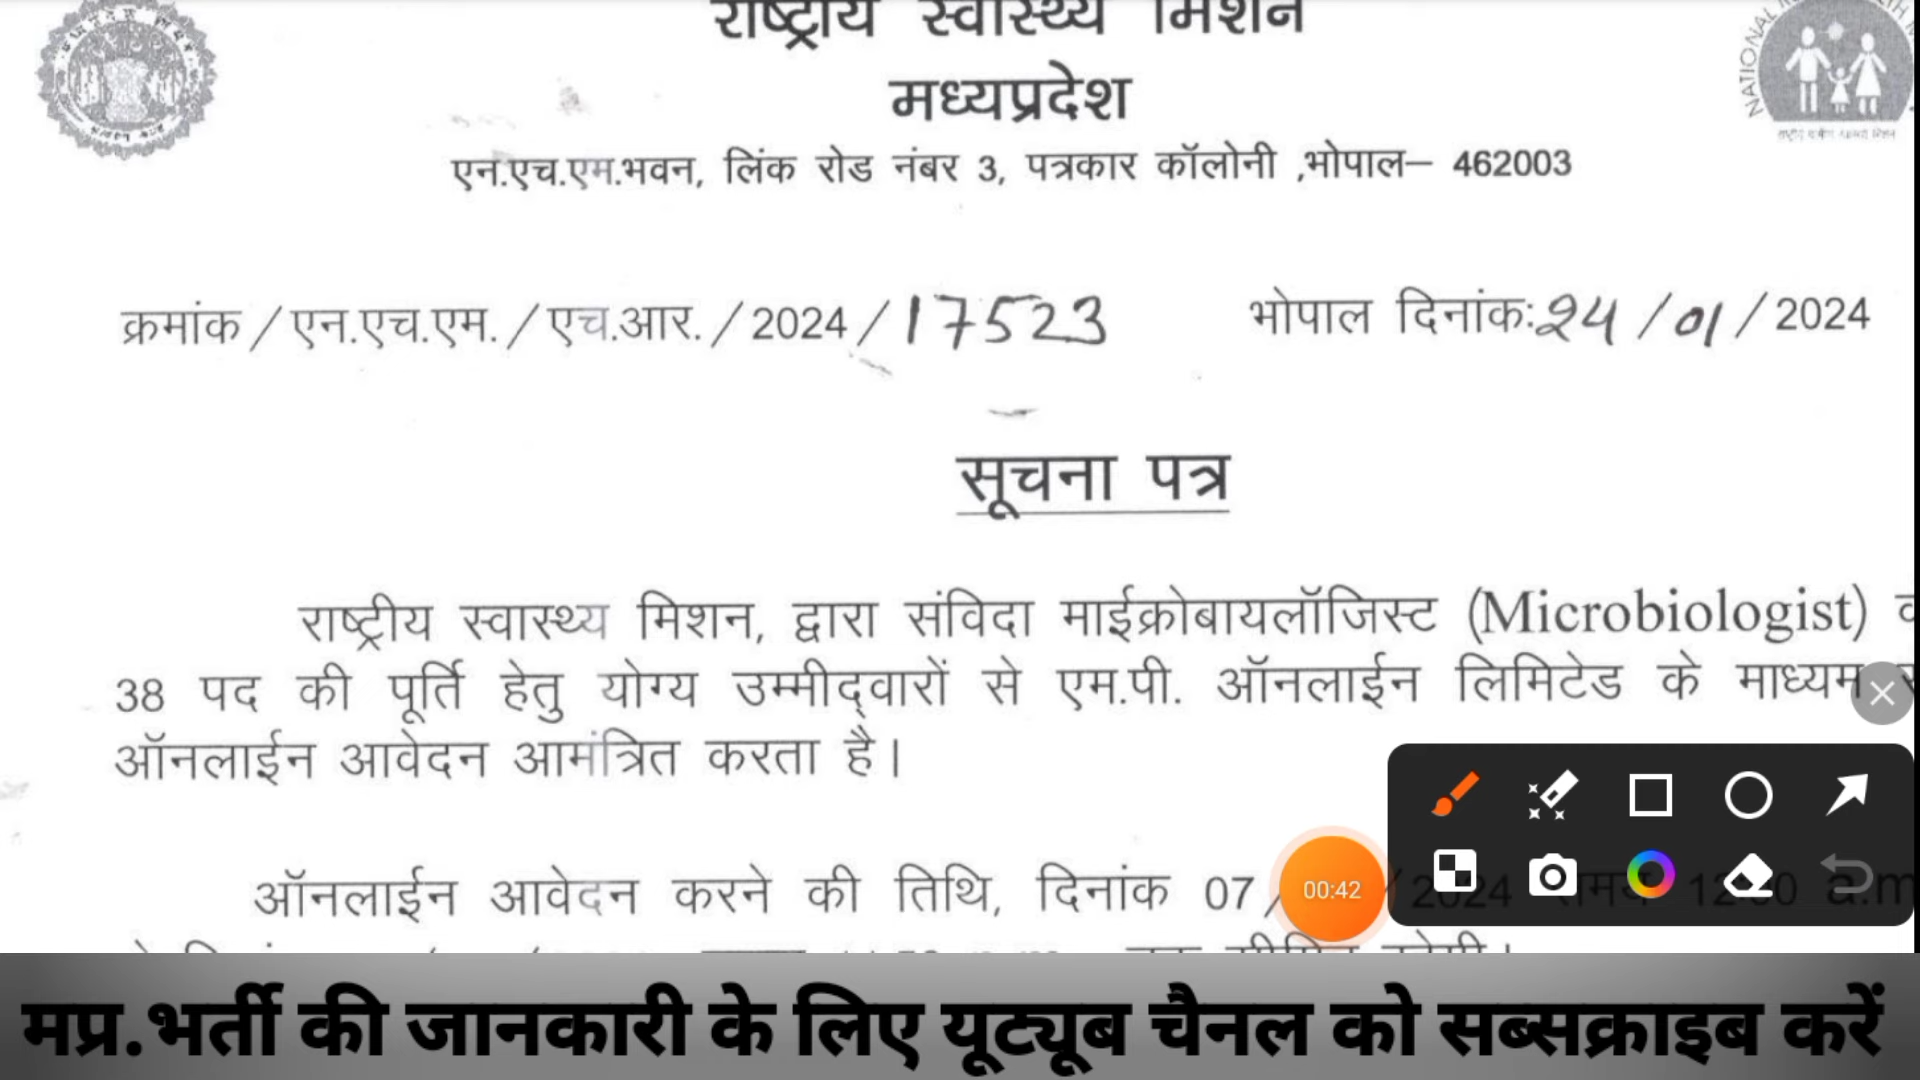 राष्ट्रीय स्वास्थ्य मिशन
मध्यप्रदेश
NATIONAL
एन.एच.एम.भवन, लिंक रोड नंबर 3, पत्रकार कॉलोनी ,भोपाल– 462003
क्रमांक / एन.एच.एम. / एच.आर. / 2024 / 17523 भोपाल दिनांक: 24 / 01 / 2024
सूचना पत्र
राष्ट्रीय स्वास्थ्य मिशन, द्वारा संविदा माईक्रोबायलॉजिस्ट (Microbiologist)
38 पद की पूर्ति हेतु योग्य उम्मीद्वारों से एम.पी. ऑनलाईन लिमिटेड के माध्यम
ऑनलाईन आवेदन आमंत्रित करता है।
ऑनलाईन आवेदन करने की तिथि, दिनांक 07 / 2024 समय a.m
00:42
मप्र.भर्ती की जानकारी के लिए यूट्यूब चैनल को सब्सक्राइब करें